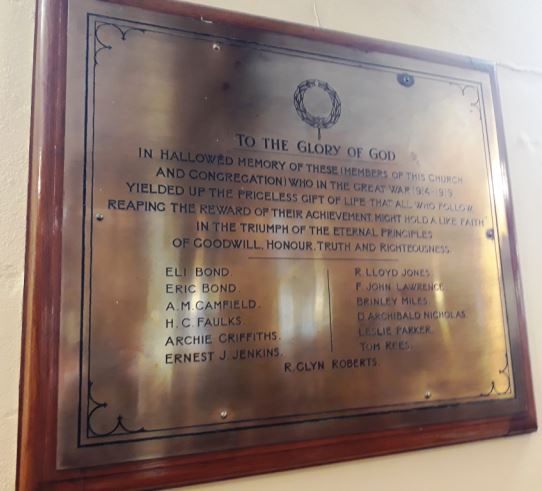 TO THE GLORY OF GOD
IN HALLOWED MEMORY OF THESE (MEMBERS OF THIS CHURCH
AND CONGREGATION) WHO IN THE GREAT WAR 1914-1919
YIELDED UP THE PRICELESS GIFT OF LIFE THAT ALL WHO FOLLOW
REAPING THE REWARD OF THEIR ACHIEVEMENT, MIGHT HOLD A LIKE FAITH
IN THE TRIUMPH OF THE ETERNAL PRINCIPLES
OF GOODWILL, HONOUR, TRUTH AND RIGHTEOUSNESS.
ELI BOND.
ERIC BOND.
A.M. CAMFIELD.
H.C. FAULKS.
ARCHIE GRIFFITHS.
ERNEST J. JENKINS.
R. LLOYD JONES.
F. JOHN LAWRENCE.
BRINLEY MILES.
D. ARCHIBALD NICHOLAS.
LESLIE PARKER.
TOM REES.
R. GLYN ROBERTS.